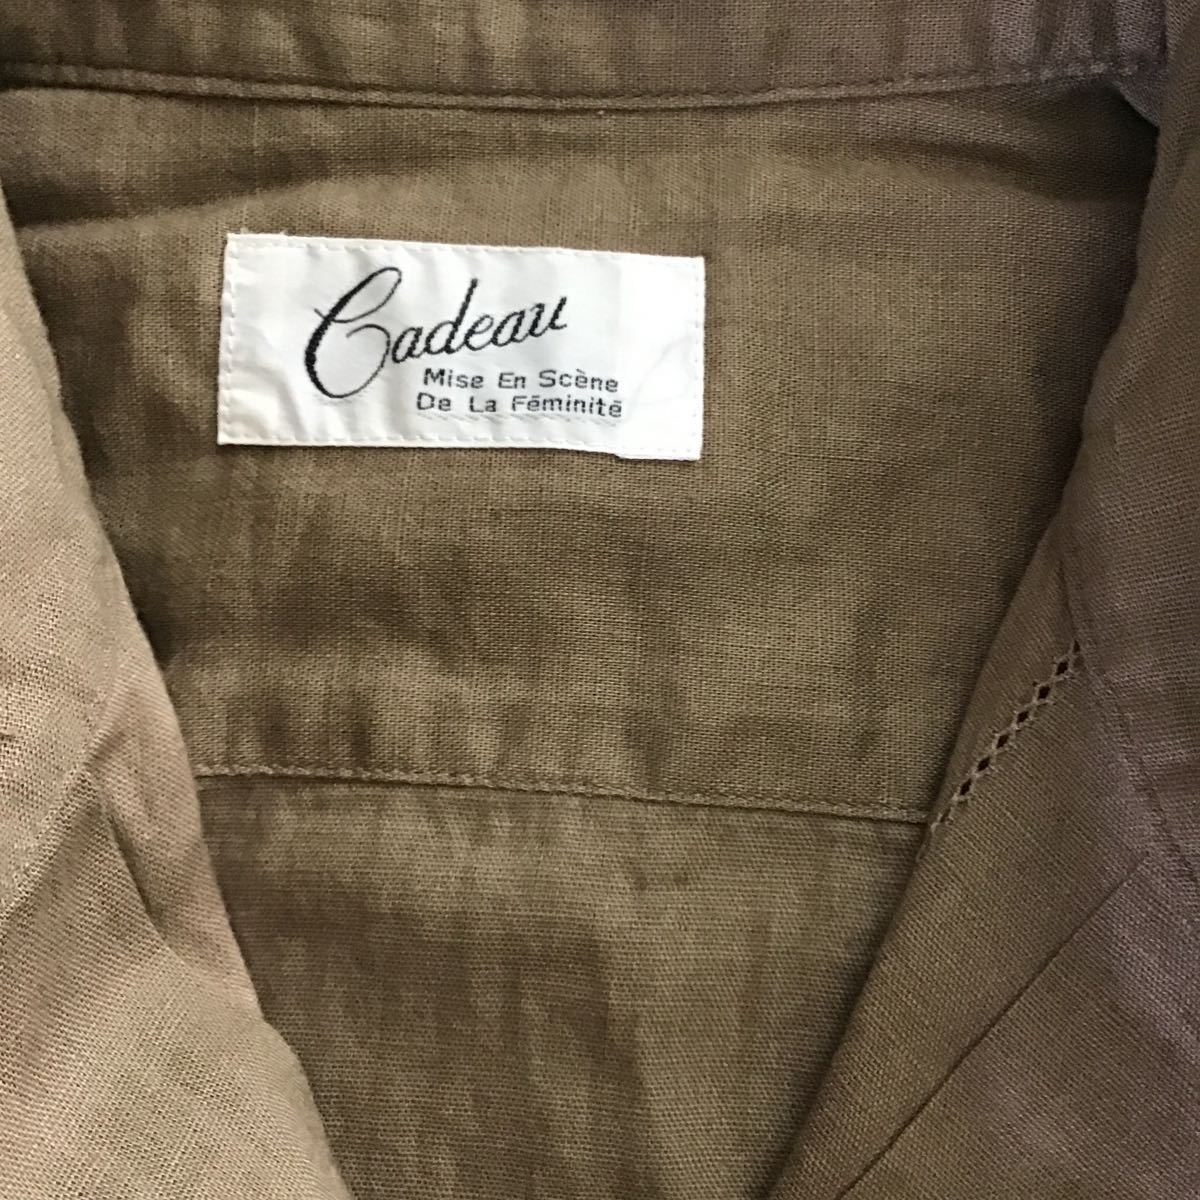 Cadeau
Mise En Scène
De La Féminité